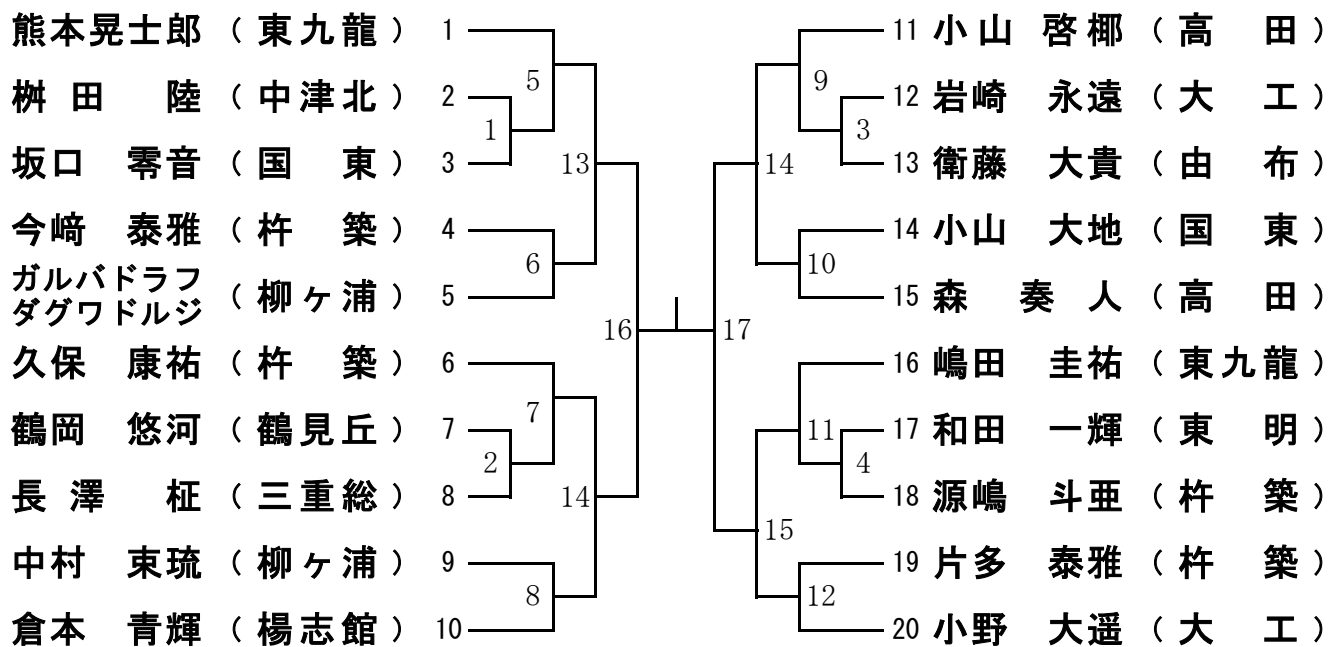 熊本晃士郎（東九龍）1
桝田　陸（中津北）2
坂口　零音（国　東）3
今﨑　泰雅（杵　築）4
ガルバドラフ
ダグワドルジ（柳ヶ浦）5
久保　康祐（杵　築）6
鶴岡　悠河（鶴見丘）7
長澤　柾（三重総）8
中村　束琉（柳ヶ浦）9
倉本　青輝（楊志館）10
5
1
13
6
16
7
2
14
8
17
9
3
14
10
11
4
15
12
11 小山　啓梛（高　田）
12 岩崎　永遠（大　工）
13 衛藤　大貴（由　布）
14 小山　大地（国　東）
15 森　奏人（高　田）
16 嶋田　圭祐（東九龍）
17 和田　一輝（東　明）
18 源嶋　斗亜（杵　築）
19 片多　泰雅（杵　築）
20 小野　大遥（大　工）